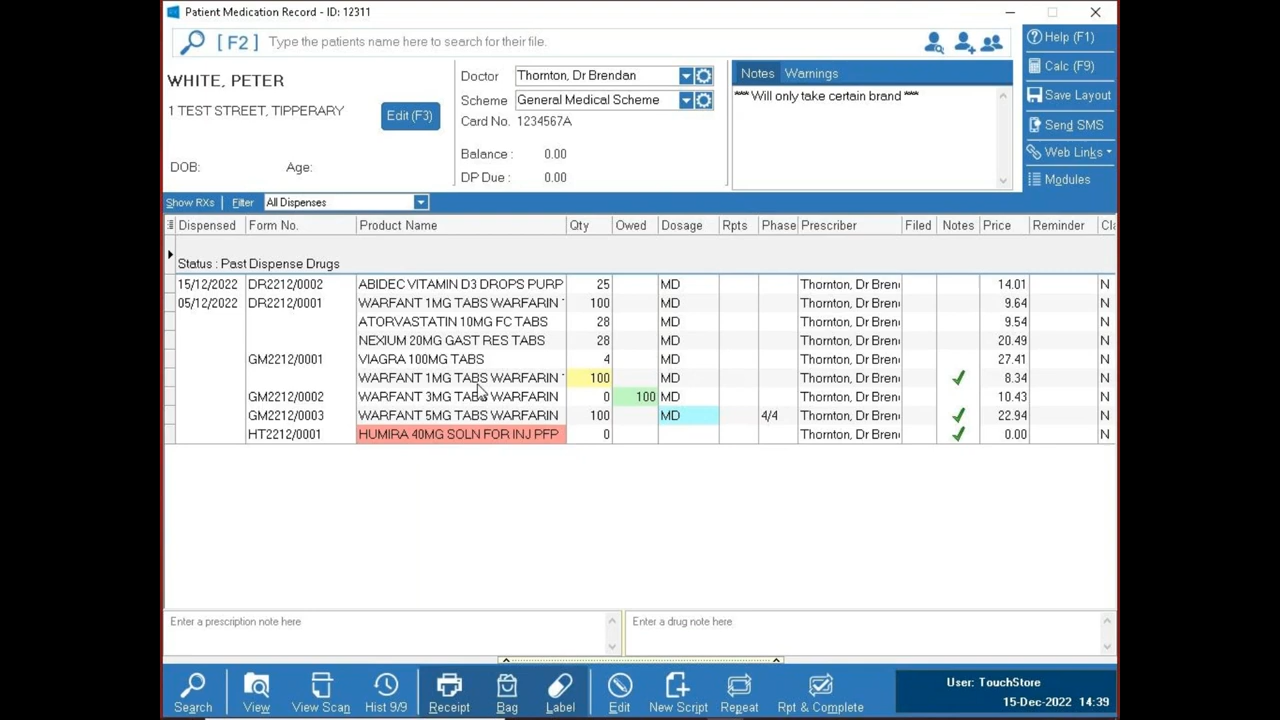 Patient Medication Record - ID: 12311
[ F2 ] Type the patients name here to search for their file.
Help (F1)
Calc (F9)
Save Layout
Send SMS
Web Links
Modules
WHITE, PETER
1 TEST STREET, TIPPERARY
Edit (F3)
DOB: Age:
Doctor Thornton, Dr Brendan
Scheme General Medical Scheme
Card No. 1234567A
Balance : 0.00
DP Due : 0.00
Notes Warnings
*** Will only take certain brand ***
Show RXs Filter All Dispenses
Dispensed Form No. Product Name Qty Owed Dosage Rpts Phase Prescriber Filed Notes Price Reminder Cla
Status : Past Dispense Drugs
15/12/2022 DR2212/0002 ABIDEC VITAMIN D3 DROPS PURP 25 MD Thornton, Dr Bren 14.01 N
05/12/2022 DR2212/0001 WARFANT 1MG TABS WARFARIN 100 MD Thornton, Dr Bren 9.64 N
ATORVASTATIN 10MG FC TABS 28 MD Thornton, Dr Bren 9.54 N
NEXIUM 20MG GAST RES TABS 28 MD Thornton, Dr Bren 20.49 N
GM2212/0001 VIAGRA 100MG TABS 4 MD Thornton, Dr Bren 27.41 N
WARFANT 1MG TABS WARFARIN 100 MD Thornton, Dr Bren 8.34 N
GM2212/0002 WARFANT 3MG TABS WARFARIN 0 100 MD Thornton, Dr Bren 10.43 N
GM2212/0003 WARFANT 5MG TABS WARFARIN 100 MD 4/4 Thornton, Dr Bren 22.94 N
HT2212/0001 HUMIRA 40MG SOLN FOR INJ PFP 0 Thornton, Dr Bren 0.00 N
Enter a prescription note here
Enter a drug note here
Search View View Scan Hist 9/9 Receipt Bag Label Edit New Script Repeat Rpt & Complete
User: TouchStore
15-Dec-2022 14:39